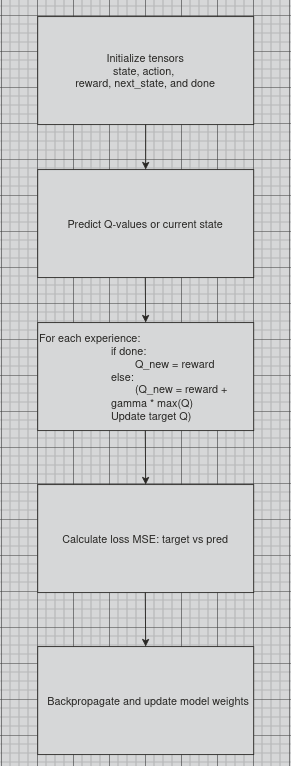 Initialize tensors
state, action,
reward, next_state, and done
Predict Q-values or current state
For each experience:
if done:
Q_new = reward
else:
(Q_new = reward +
gamma * max(Q)
Update target Q)
Calculate loss MSE: target vs pred
Backpropagate and update model weights